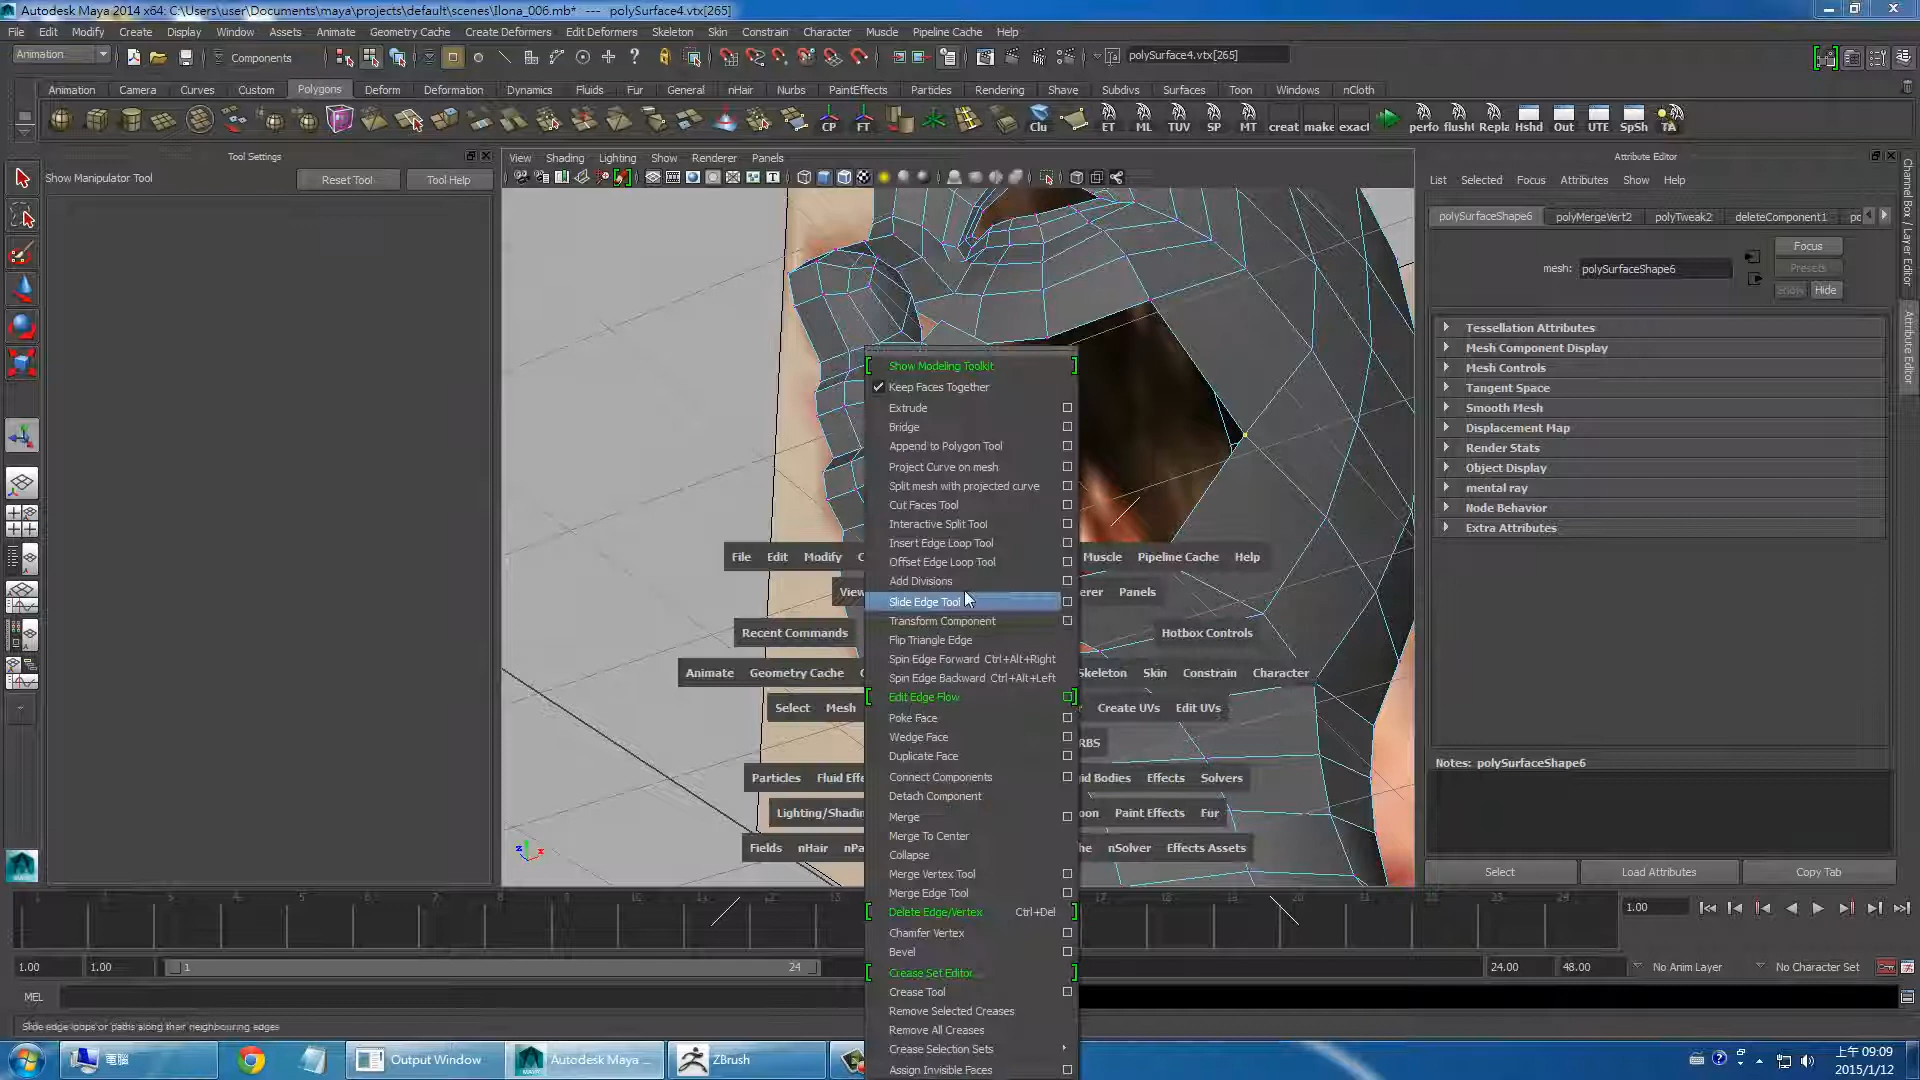 Autodesk Maya 2014 x64: C:\Users\user\Documents\maya\projects\default\scenes\Ilona_006.mb* --- polySurface4.vtx[265]
File Edit Modify Create Display Window Assets Animate Geometry Cache Create Deformers Edit Deformers Skeleton Skin Constrain Character Muscle Pipeline Cache Help
Animation Components polySurface4.vtx[265]
Animation Camera Curves Custom Polygons Deform Deformation Dynamics Fluids Fur General nHair Nurbs PaintEffects Particles Rendering Shave Subdivs Surfaces Toon Windows nCloth
CP FT Clu ET ML TUV SP MT creat make exact perfo flusht Repla Hshd Out UTE SpSh TA
Tool Settings
Show Manipulator Tool Reset Tool Tool Help
View Shading Lighting Show Renderer Panels
Attribute Editor
List Selected Focus Attributes Show Help
polySurfaceShape6 polyMergeVert2 polyTweak2 deleteComponent1 pc
Focus
mesh: polySurfaceShape6 Presets
Show Hide
Tessellation Attributes
Mesh Component Display
Mesh Controls
Tangent Space
Smooth Mesh
Displacement Map
Render Stats
Object Display
mental ray
Node Behavior
Extra Attributes
Notes: polySurfaceShape6
Select Load Attributes Copy Tab
Channel Box / Layer Editor
Attribute Editor
Show Modeling Toolkit
Keep Faces Together
Extrude
Bridge
Append to Polygon Tool
Project Curve on mesh
Split mesh with projected curve
Cut Faces Tool
Interactive Split Tool
Insert Edge Loop Tool
Offset Edge Loop Tool
Add Divisions
Slide Edge Tool
Transform Component
Flip Triangle Edge
Spin Edge Forward Ctrl+Alt+Right
Spin Edge Backward Ctrl+Alt+Left
Edit Edge Flow
Poke Face
Wedge Face
Duplicate Face
Connect Components
Detach Component
Merge
Merge To Center
Collapse
Merge Vertex Tool
Merge Edge Tool
Delete Edge/Vertex Ctrl+Del
Chamfer Vertex
Bevel
Crease Set Editor
Crease Tool
Remove Selected Creases
Remove All Creases
Crease Selection Sets
Assign Invisible Faces
File Edit Modify C Muscle Pipeline Cache Help
View erer Panels
Recent Commands Hotbox Controls
Animate Geometry Cache C Skeleton Skin Constrain Character
Select Mesh Create UVs Edit UVs
RBS
Particles Fluid Effe id Bodies Effects Solvers
Lighting/Shadin oon Paint Effects Fur
Fields nHair nPa he nSolver Effects Assets
1.00
1.00 1.00 1 24 24.00 48.00 No Anim Layer No Character Set
MEL
Slide edge loops or paths along their neighbouring edges
電腦 Output Window Autodesk Maya ... ZBrush
上午 09:09
2015/1/12